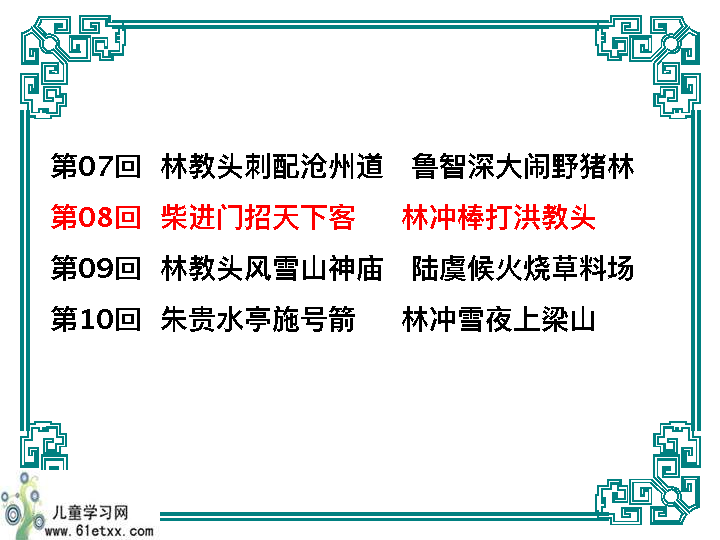 第07回 林教头刺配沧州道 鲁智深大闹野猪林
第08回 柴进门招天下客 林冲棒打洪教头
第09回 林教头风雪山神庙 陆虞候火烧草料场
第10回 朱贵水亭施号箭 林冲雪夜上梁山
儿童学习网
www.61etxx.com